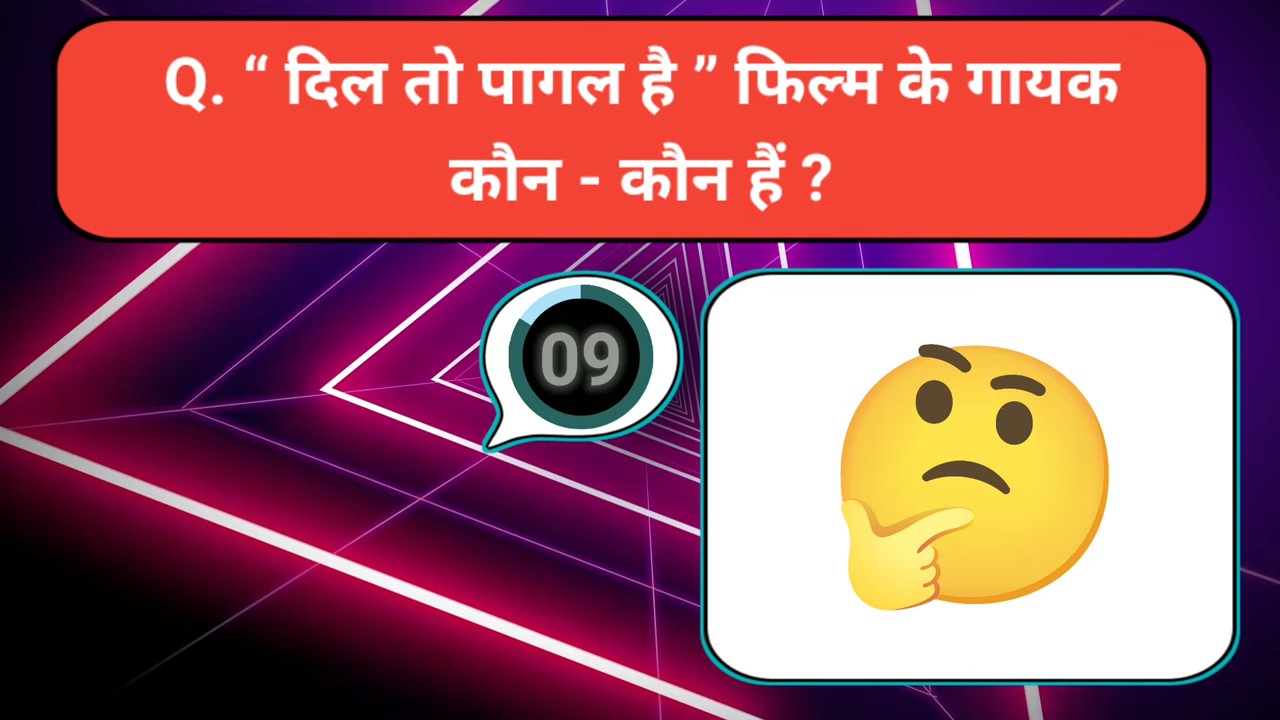 Q. “ दिल तो पागल है ” फिल्म के गायक
कौन - कौन हैं ?
09